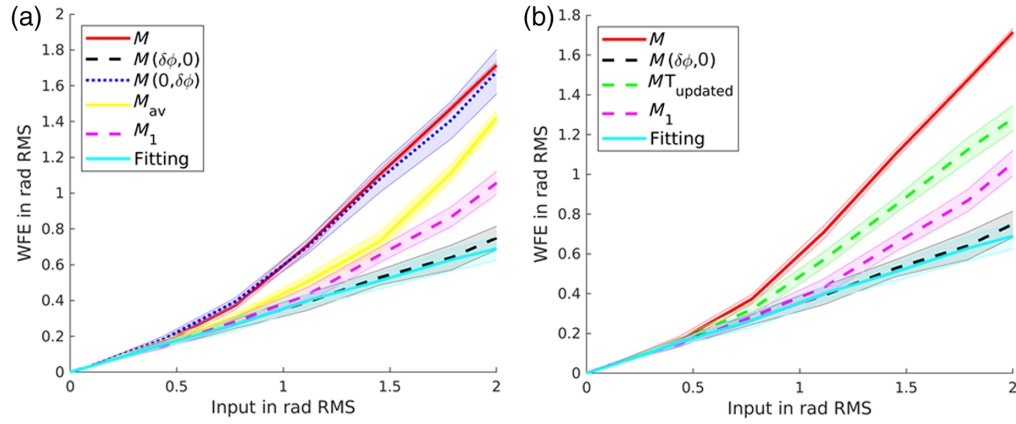 (a)
2
1.8
1.6
1.4
1.2
1
0.8
0.6
0.4
0.2
0
WFE in rad RMS
M
M(δϕ,0)
M(0,δϕ)
M_av
M_1
Fitting
0 0.5 1 1.5 2
Input in rad RMS
(b)
1.8
1.6
1.4
1.2
1
0.8
0.6
0.4
0.2
0
WFE in rad RMS
M
M(δϕ,0)
MT_updated
M_1
Fitting
0 0.5 1 1.5 2
Input in rad RMS